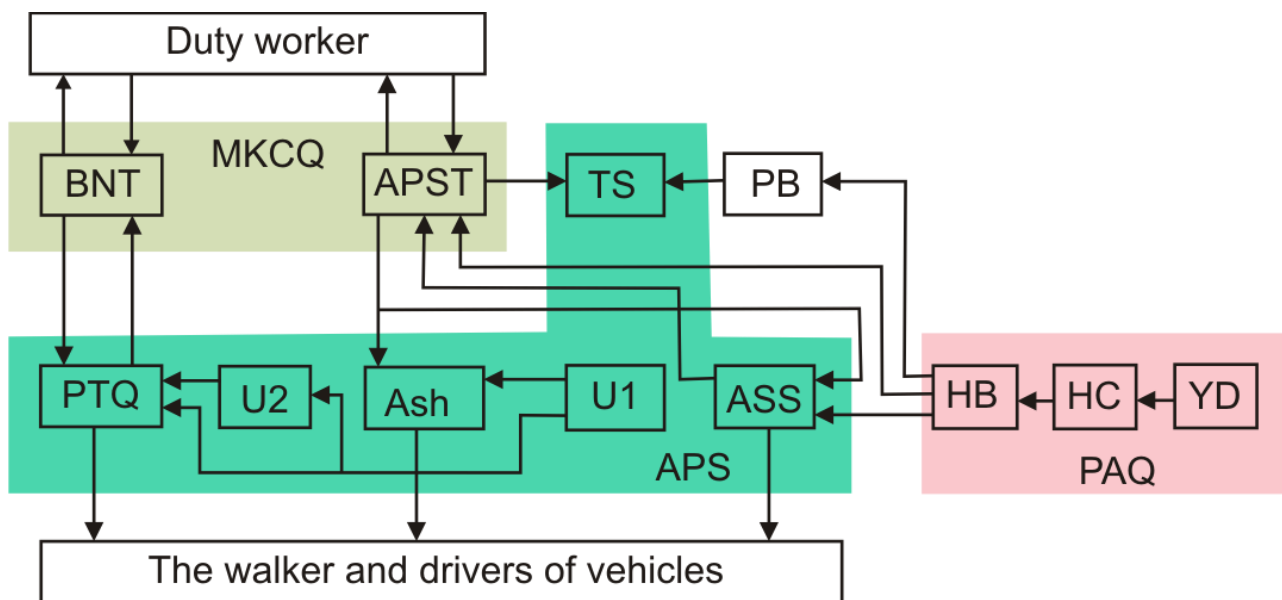 Duty worker
MKCQ
BNT
APST
TS
PB
PTQ
U2
Ash
U1
ASS
HB
HC
YD
APS
PAQ
The walker and drivers of vehicles